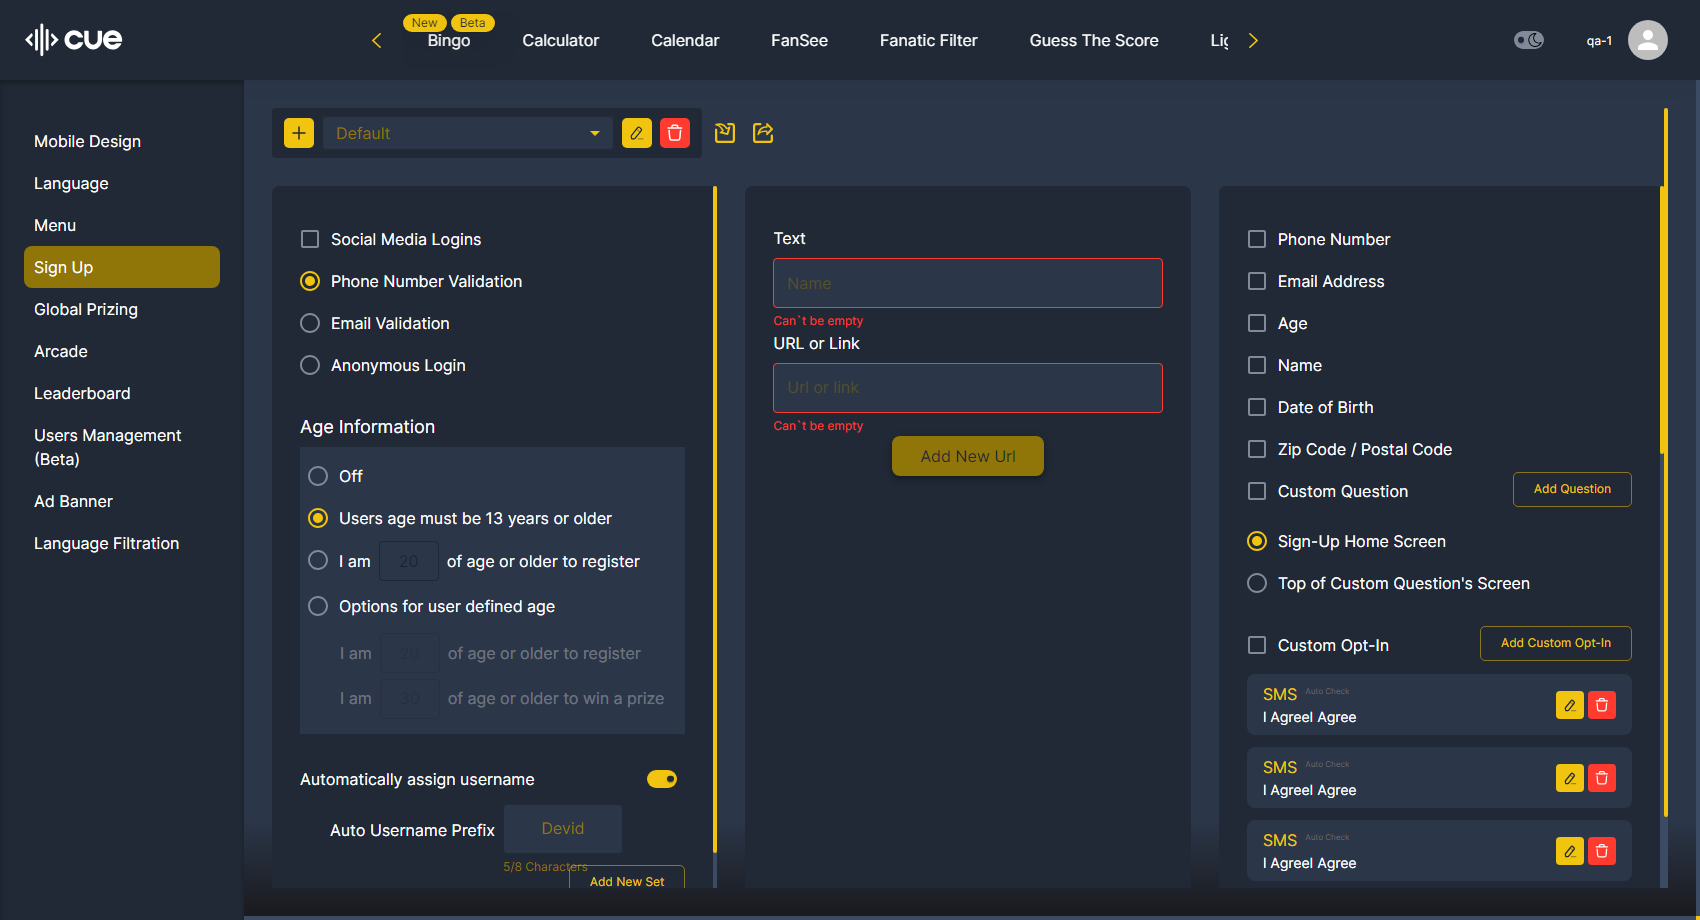 cue
New
Beta
Bingo
Calculator
Calendar
FanSee
Fanatic Filter
Guess The Score
Lig
qa-1
Mobile Design
Language
Menu
Sign Up
Global Prizing
Arcade
Leaderboard
Users Management
(Beta)
Ad Banner
Language Filtration
Default
Social Media Logins
Phone Number Validation
Email Validation
Anonymous Login
Age Information
Off
Users age must be 13 years or older
I am 20 of age or older to register
Options for user defined age
I am 20 of age or older to register
I am 30 of age or older to win a prize
Automatically assign username
Auto Username Prefix
Devid
5/8 Characters
Add New Set
Text
Name
Can`t be empty
URL or Link
Url or link
Can`t be empty
Add New Url
Phone Number
Email Address
Age
Name
Date of Birth
Zip Code / Postal Code
Custom Question
Add Question
Sign-Up Home Screen
Top of Custom Question's Screen
Custom Opt-In
Add Custom Opt-In
SMS Auto Check
I AgreeI Agree
SMS Auto Check
I AgreeI Agree
SMS Auto Check
I AgreeI Agree